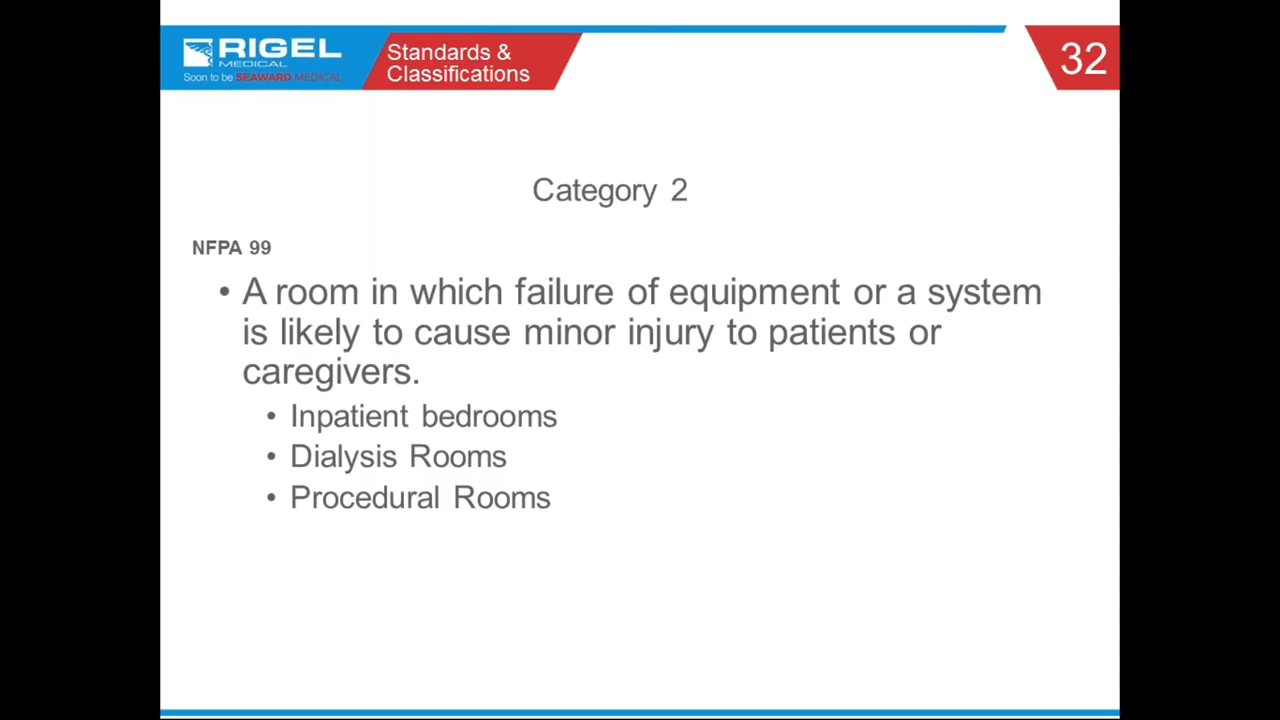 RIGEL
MEDICAL
Soon to be SEAWARD MEDICAL
Standards &
Classifications
32
Category 2
NFPA 99
• A room in which failure of equipment or a system
is likely to cause minor injury to patients or
caregivers.
• Inpatient bedrooms
• Dialysis Rooms
• Procedural Rooms